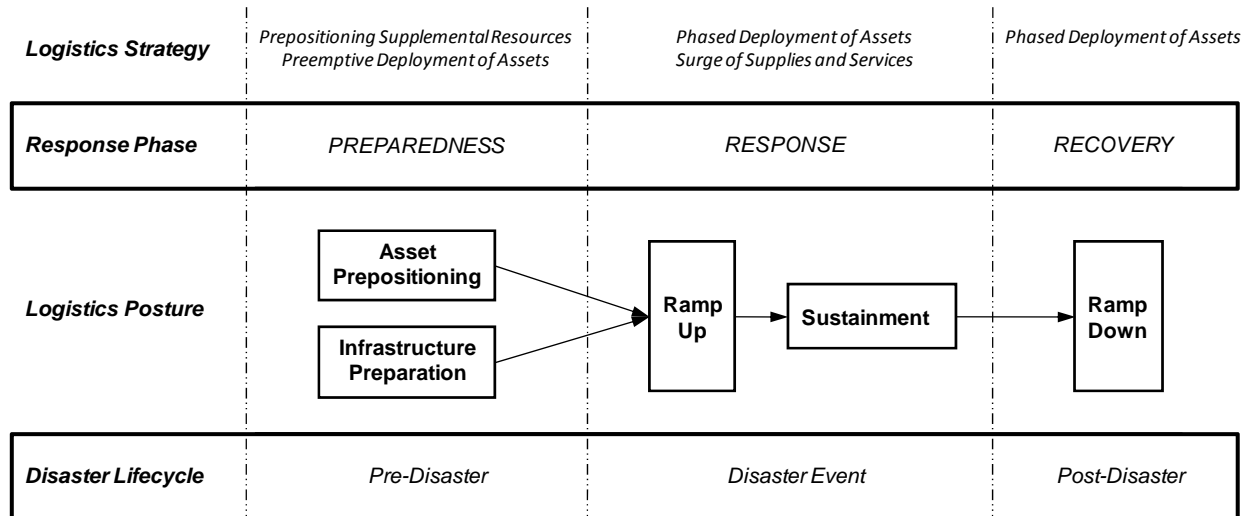 Logistics Strategy
Prepositioning Supplemental Resources
Preemptive Deployment of Assets
Phased Deployment of Assets
Surge of Supplies and Services
Phased Deployment of Assets
Response Phase
PREPAREDNESS
RESPONSE
RECOVERY
Logistics Posture
Asset
Prepositioning
Infrastructure
Preparation
Ramp
Up
Sustainment
Ramp
Down
Disaster Lifecycle
Pre-Disaster
Disaster Event
Post-Disaster